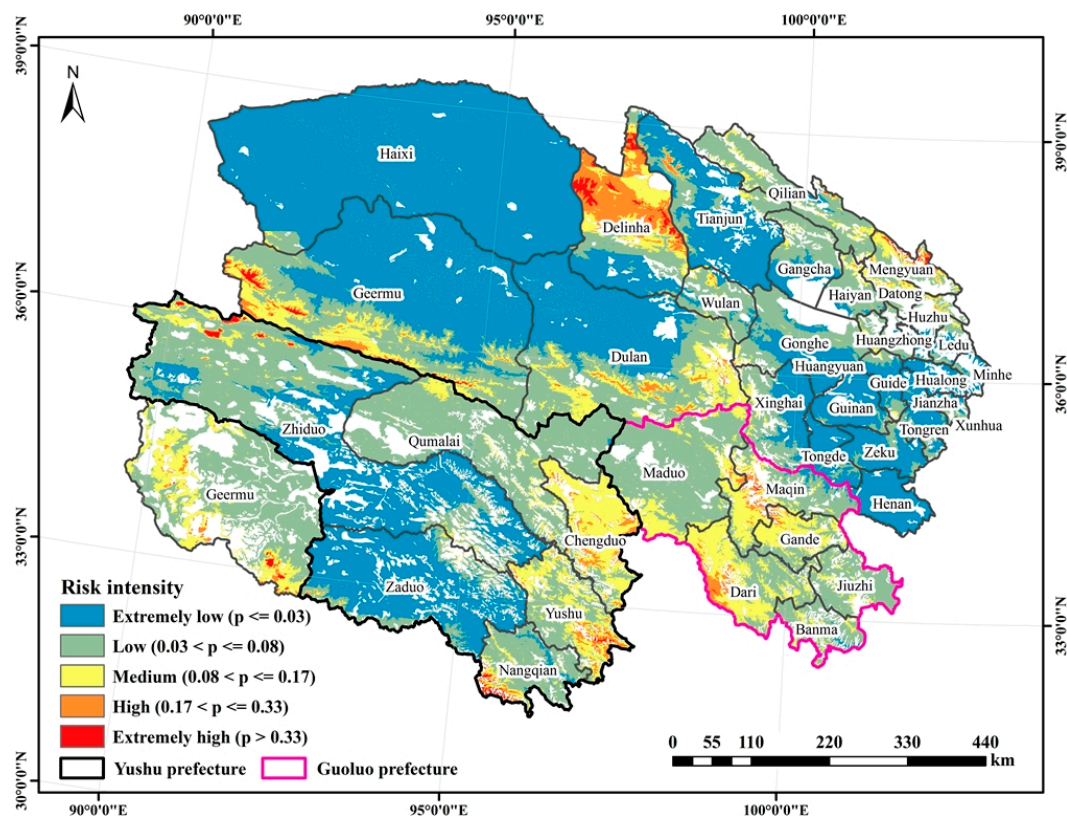 90°0'0"E 95°0'0"E 100°0'0"E
39°0'0"N
39°0'0"N
N
Haixi
Qilian
Tianjun
Delinha
Gangcha
Mengyuan
Geermu
Wulan
Haiyan
Datong
36°0'0"N
Huzhu
Gonghe
Huangzhong
Ledu
Dulan
Huangyuan
Minhe
36°0'0"N
Guide
Hualong
Xinghai
Guinan
Jianzha
Zhiduo
Tongren
Xunhua
Qumalai
Tongde
Zeku
Maduo
Maqin
Geermu
Henan
33°0'0"N
Chengduo
Gande
Zaduo
Dari
Jiuzhi
Yushu
Banma
33°0'0"N
Nangqian
Risk intensity
Extremely low (p <= 0.03)
Low (0.03 < p <= 0.08)
Medium (0.08 < p <= 0.17)
High (0.17 < p <= 0.33)
Extremely high (p > 0.33)
Yushu prefecture Guoluo prefecture
0 55 110 220 330 440
km
30°0'0"N
90°0'0"E 95°0'0"E 100°0'0"E